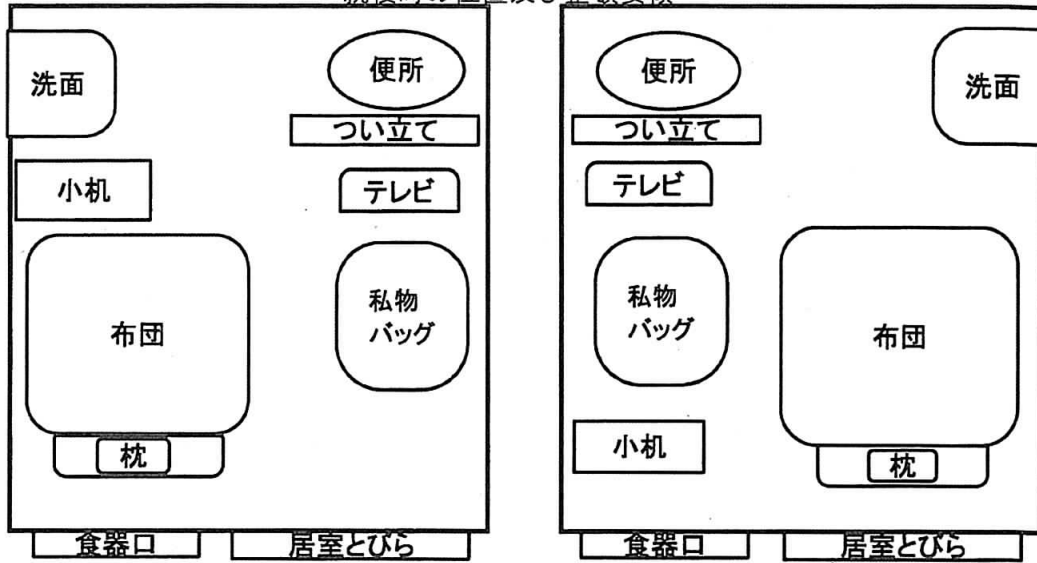 洗面
便所
つい立て
小机
テレビ
布団
私物
バッグ
枕
食器口
居室とびら
便所
洗面
つい立て
テレビ
私物
バッグ
布団
小机
枕
食器口
居室とびら